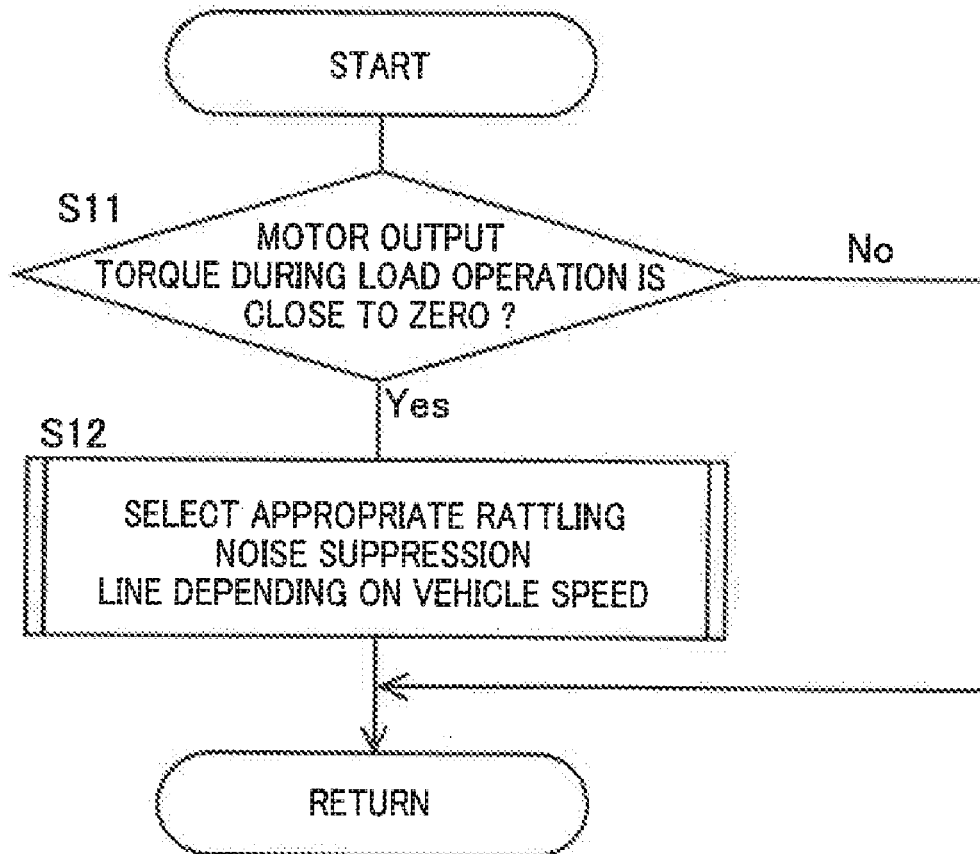 START
S11
MOTOR OUTPUT
TORQUE DURING LOAD OPERATION IS
CLOSE TO ZERO ?
No
Yes
S12
SELECT APPROPRIATE RATTLING
NOISE SUPPRESSION
LINE DEPENDING ON VEHICLE SPEED
RETURN